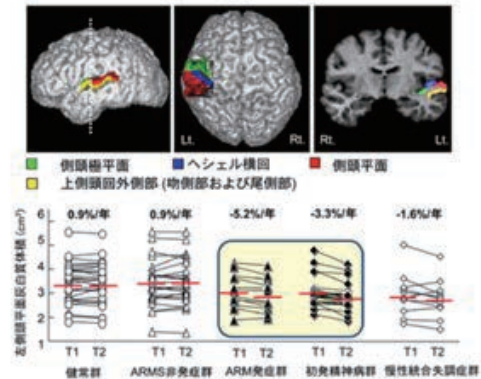 Lt.
Rt.
Rt.
Lt.
側頭極平面
ヘシェル横回
側頭平面
上側頭回外側部 (吻側部および尾側部)
左側頭平面灰白質体積 (cm³)
6
5
4
3
2
1
0.9%/年
0.9%/年
-5.2%/年
-3.3%/年
-1.6%/年
T1 T2 T1 T2 T1 T2 T1 T2 T1 T2
健常群
ARMS非発症群
ARM発症群
初発精神病群
慢性統合失調症群